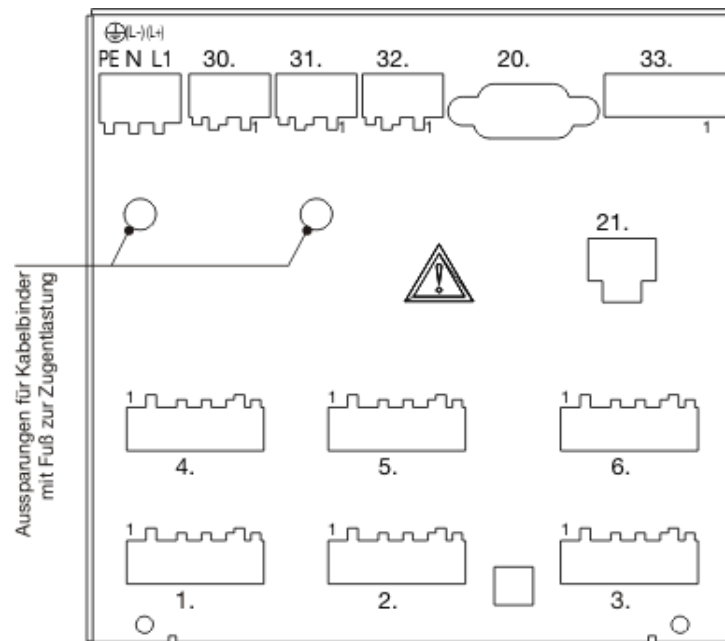 (L-)(L+)
PE N L1 30. 31. 32. 20. 33.
1 1 1 1
21.
Aussparungen für Kabelbinder
mit Fuß zur Zugentlastung
1 1 1
4. 5. 6.
1 1 1
1. 2. 3.